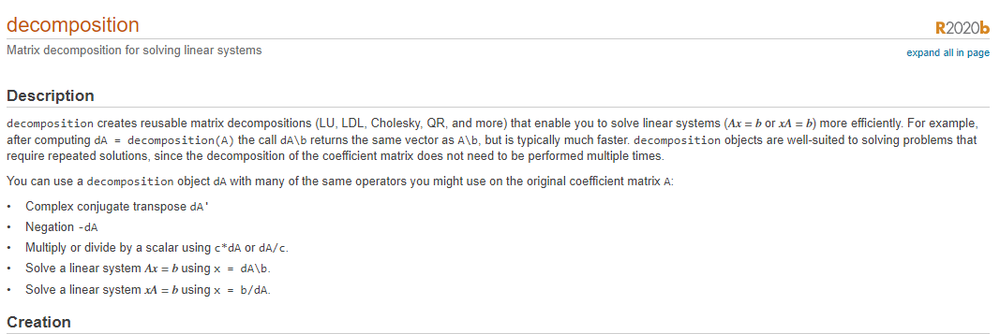 decomposition
R2020b
Matrix decomposition for solving linear systems
expand all in page
Description
decomposition creates reusable matrix decompositions (LU, LDL, Cholesky, QR, and more) that enable you to solve linear systems (Ax = b or xA = b) more efficiently. For example,
after computing dA = decomposition(A) the call dA\b returns the same vector as A\b, but is typically much faster. decomposition objects are well-suited to solving problems that
require repeated solutions, since the decomposition of the coefficient matrix does not need to be performed multiple times.
You can use a decomposition object dA with many of the same operators you might use on the original coefficient matrix A:
• Complex conjugate transpose dA'
• Negation -dA
• Multiply or divide by a scalar using c*dA or dA/c.
• Solve a linear system Ax = b using x = dA\b.
• Solve a linear system xA = b using x = b/dA.
Creation